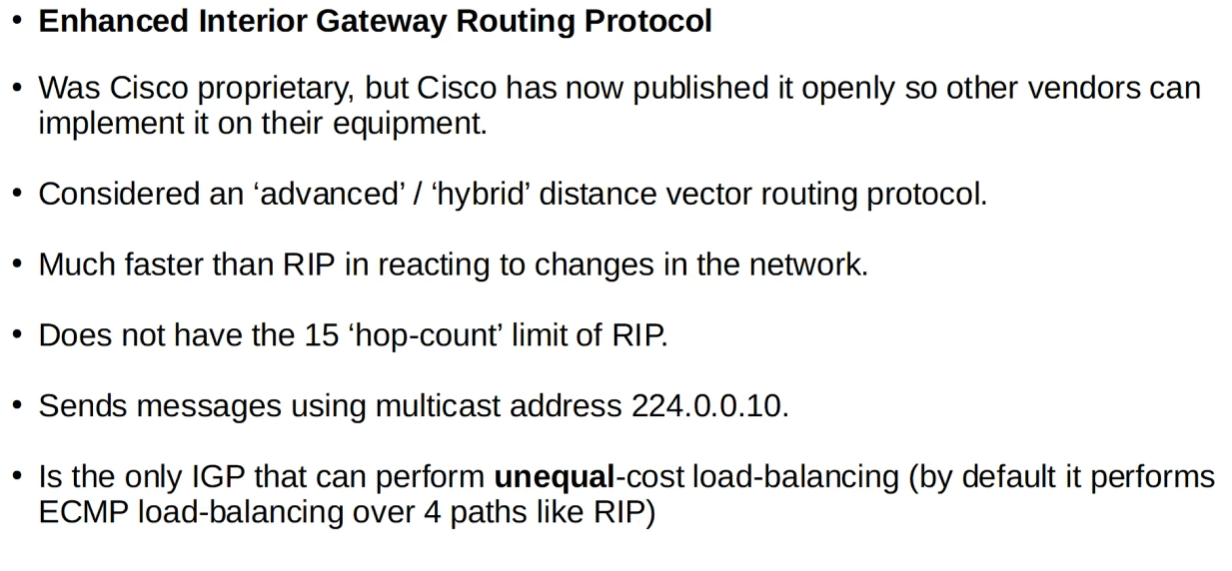 • Enhanced Interior Gateway Routing Protocol
• Was Cisco proprietary, but Cisco has now published it openly so other vendors can
implement it on their equipment.
• Considered an ‘advanced’ / ‘hybrid’ distance vector routing protocol.
• Much faster than RIP in reacting to changes in the network.
• Does not have the 15 ‘hop-count’ limit of RIP.
• Sends messages using multicast address 224.0.0.10.
• Is the only IGP that can perform unequal-cost load-balancing (by default it performs
ECMP load-balancing over 4 paths like RIP)